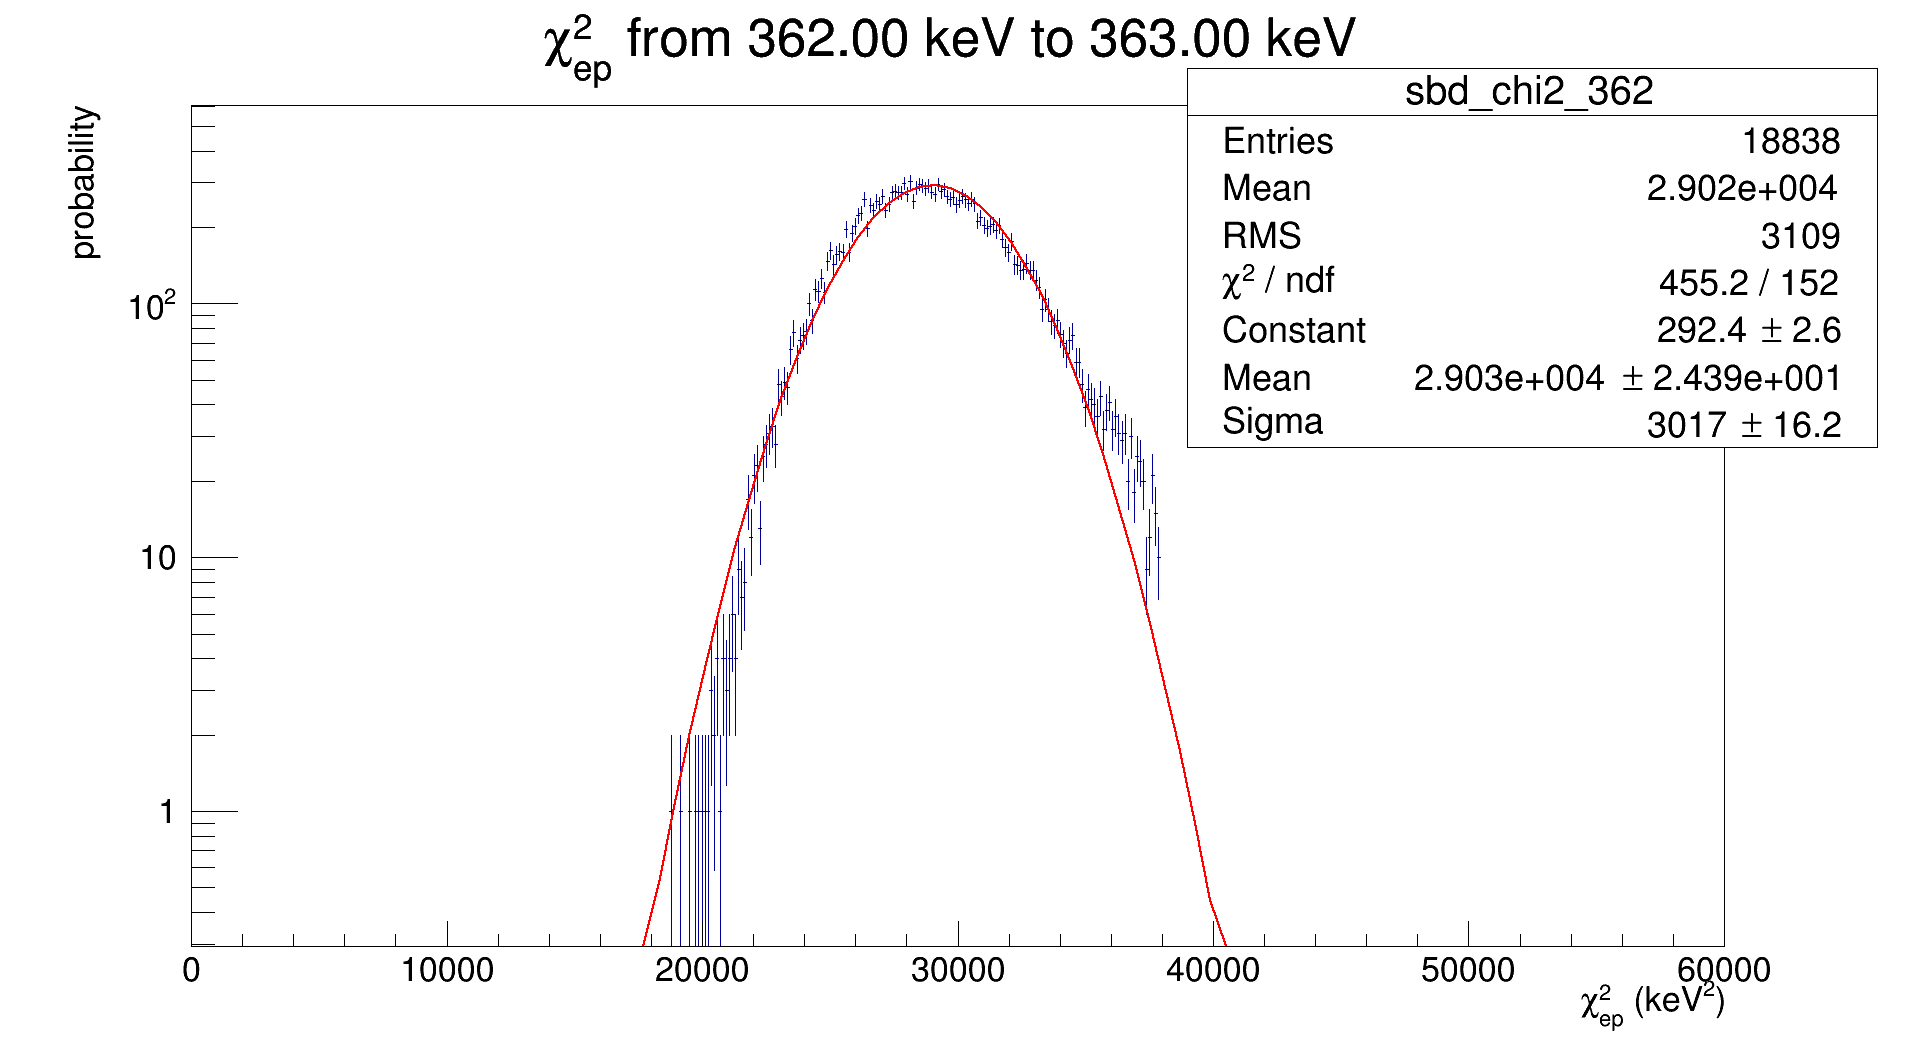 χ²ep from 362.00 keV to 363.00 keV
sbd_chi2_362
Entries 18838
Mean 2.902e+004
RMS 3109
χ² / ndf 455.2 / 152
Constant 292.4 ± 2.6
Mean 2.903e+004 ± 2.439e+001
Sigma 3017 ± 16.2
probability
10²
10
1
0 10000 20000 30000 40000 50000 60000
χ²ep (keV²)